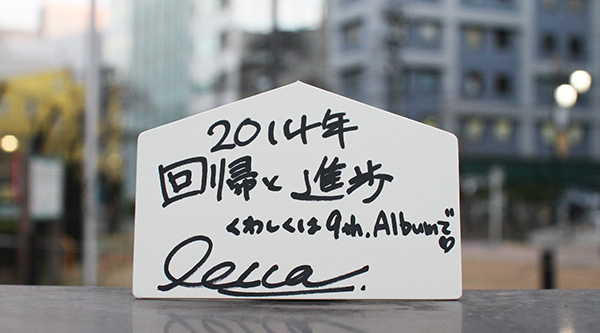 2014年
回帰と進歩
くわしくは9th.Albumで♡
lecca.